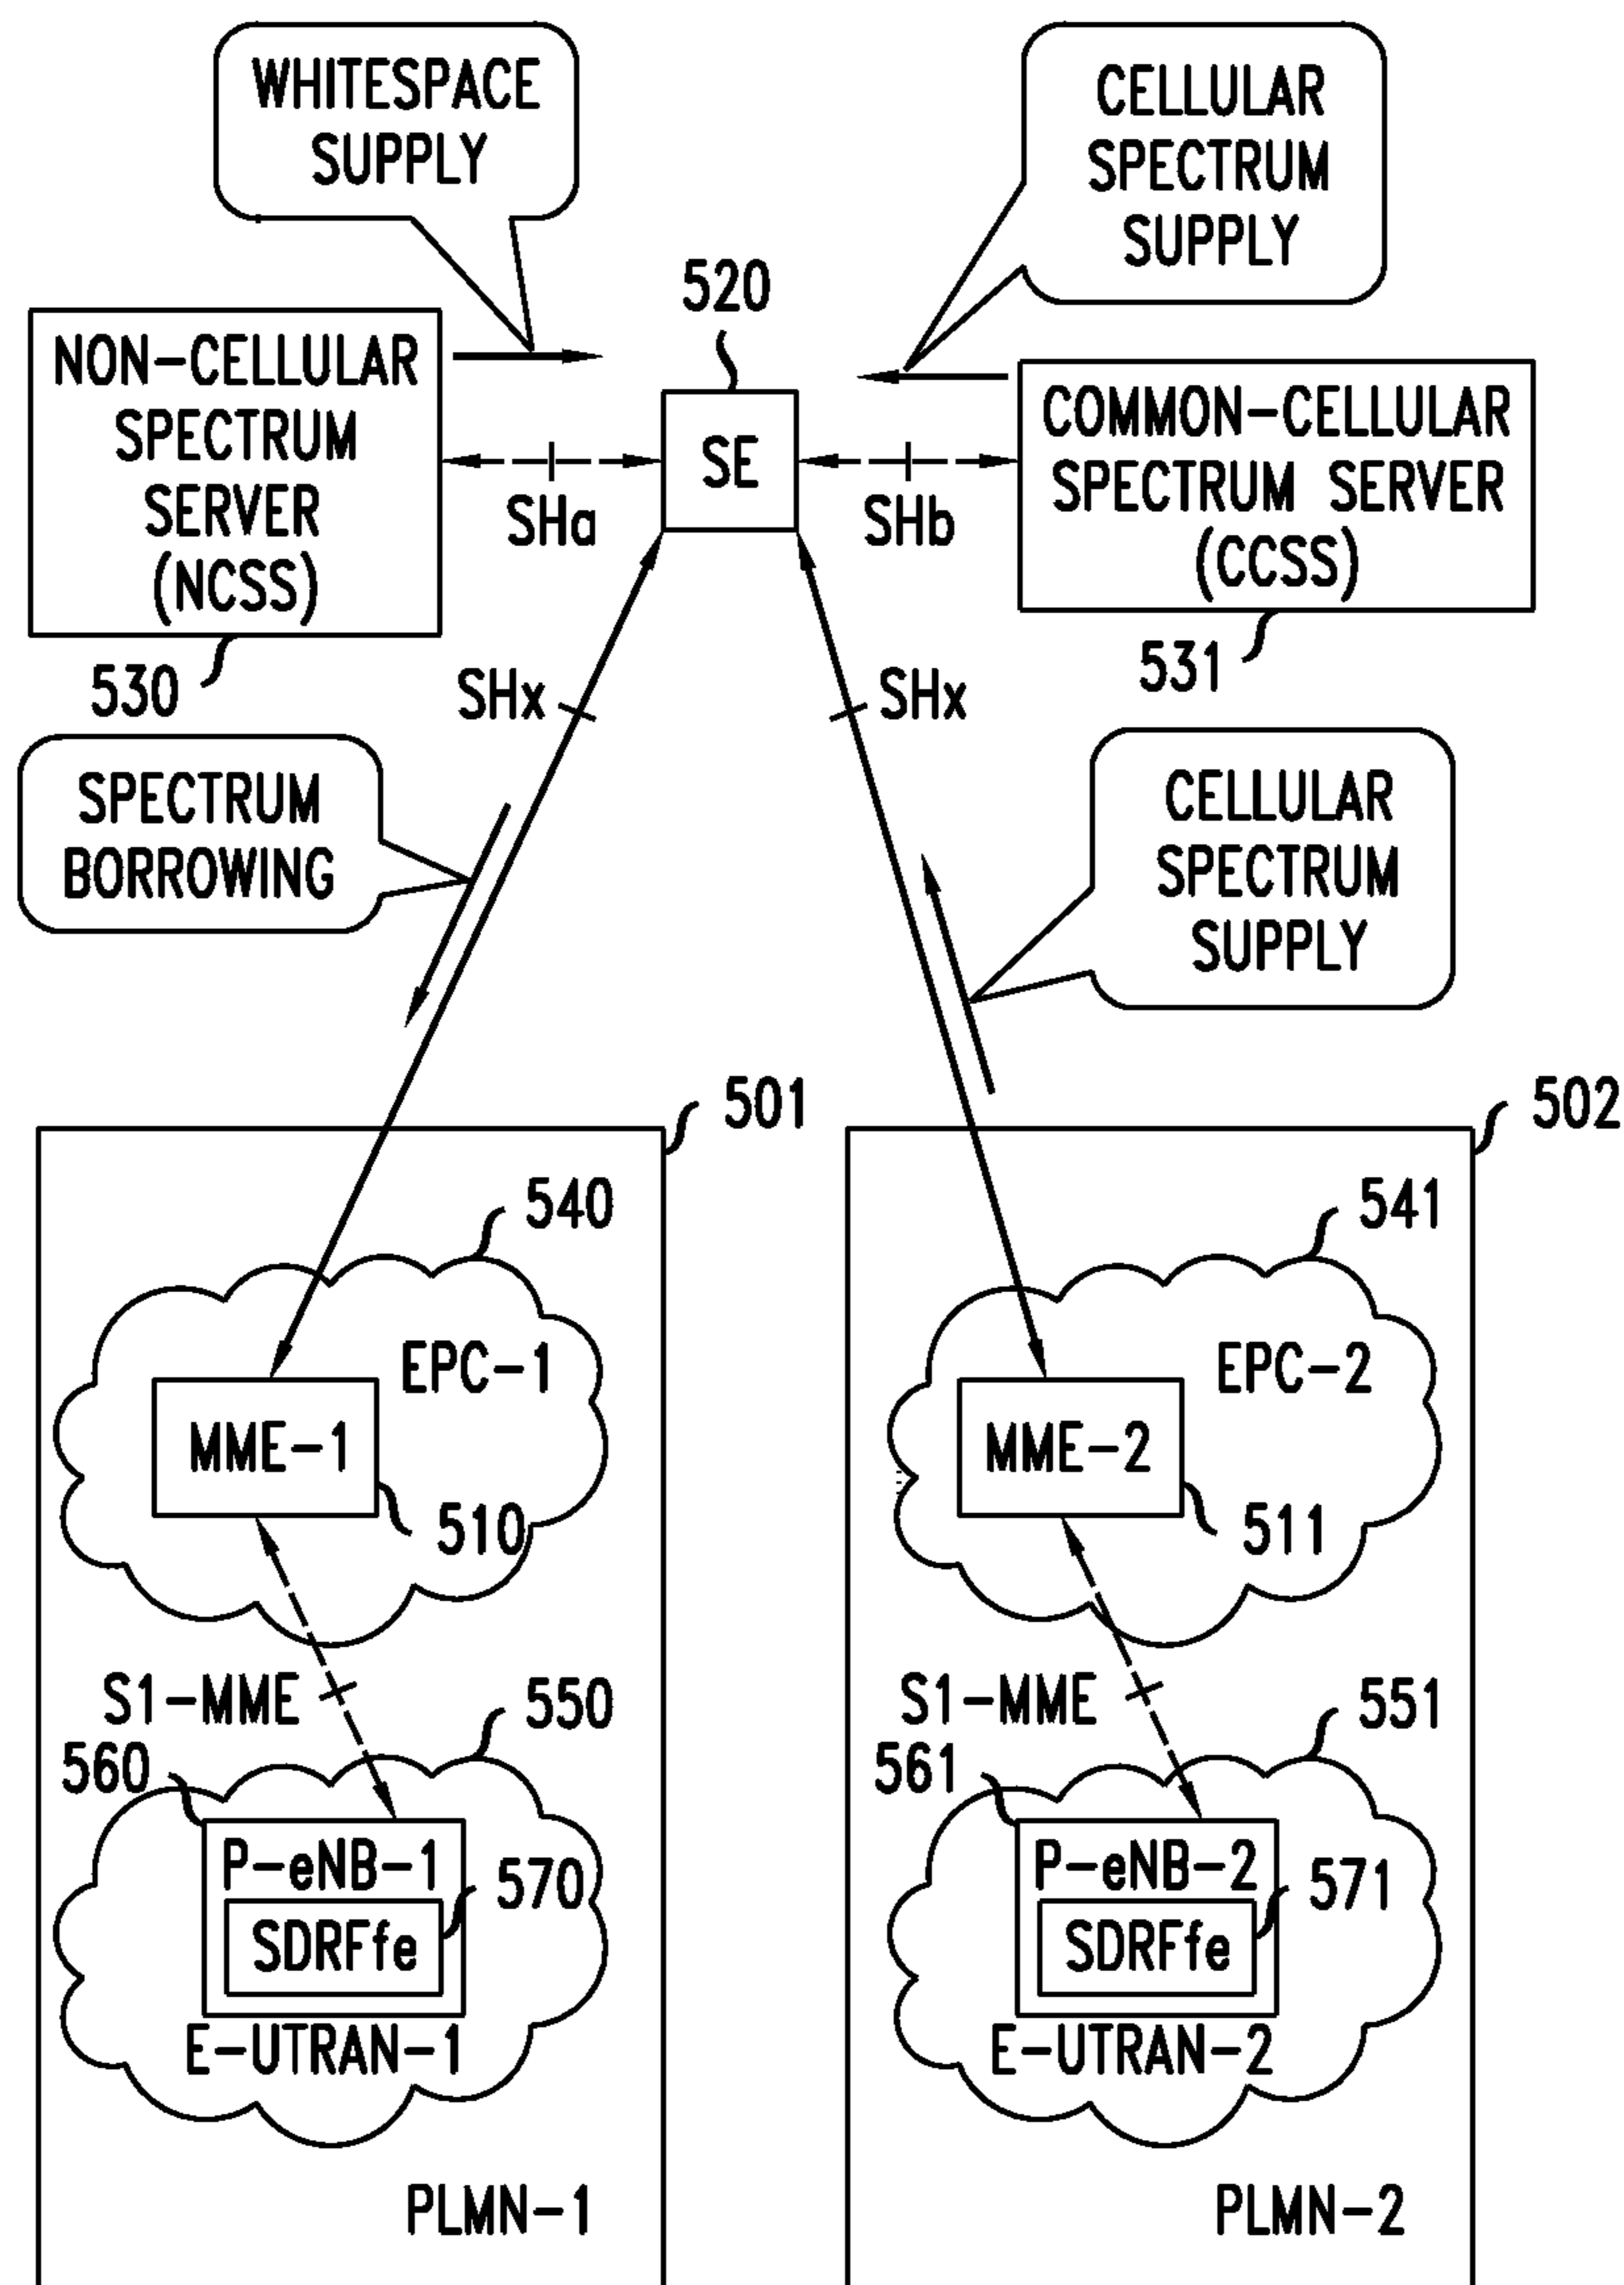 WHITESPACE
SUPPLY
CELLULAR
SPECTRUM
SUPPLY
520
NON-CELLULAR
SPECTRUM
SERVER
(NCSS)
SE
COMMON-CELLULAR
SPECTRUM SERVER
(CCSS)
SHa
SHb
530
531
SHx
SHx
SPECTRUM
BORROWING
CELLULAR
SPECTRUM
SUPPLY
501
502
540
541
EPC-1
EPC-2
MME-1
MME-2
510
511
S1-MME
550
S1-MME
551
560
561
P-eNB-1
570
P-eNB-2
571
SDRFfe
SDRFfe
E-UTRAN-1
E-UTRAN-2
PLMN-1
PLMN-2